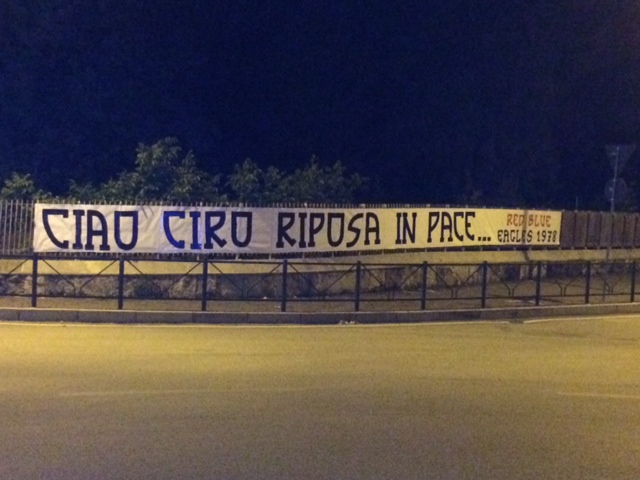 CIAO CIRO RIPOSA IN PACE...
RED BLUE
EAGLES 1978